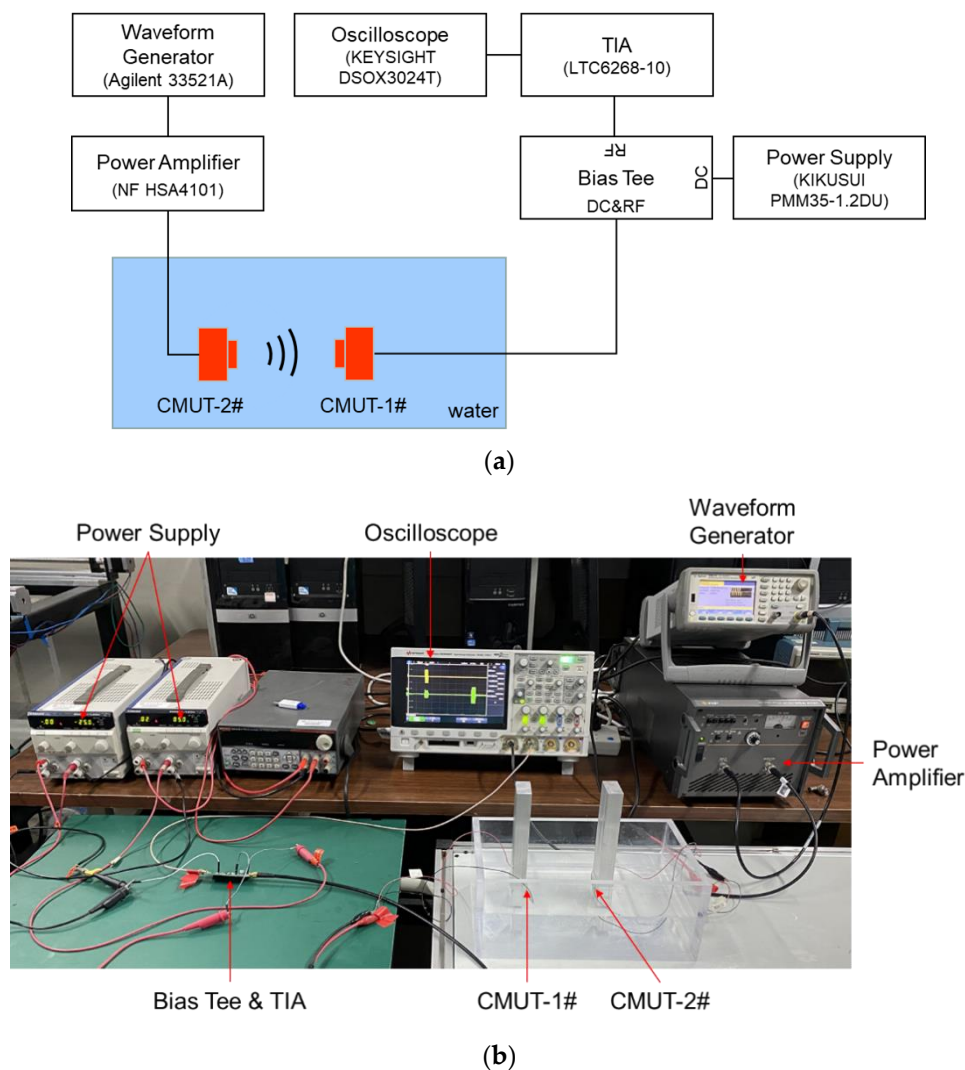 Waveform
Generator
(Agilent 33521A)
Oscilloscope
(KEYSIGHT
DSOX3024T)
TIA
(LTC6268-10)
Power Amplifier
(NF HSA4101)
RF
Bias Tee
DC&RF
DC
Power Supply
(KIKUSUI
PMM35-1.2DU)
CMUT-2#
CMUT-1#
water
(a)
Power Supply
Oscilloscope
Waveform
Generator
Power
Amplifier
Bias Tee & TIA
CMUT-1#
CMUT-2#
(b)